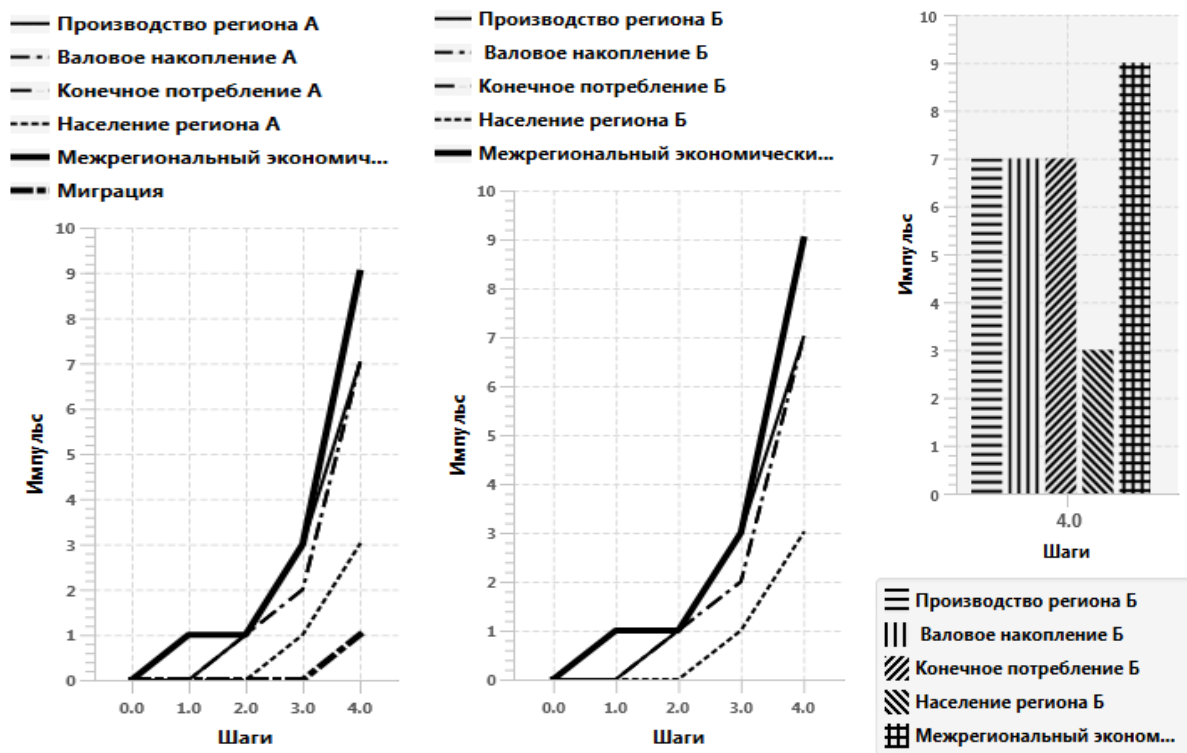 Производство региона А
Валовое накопление А
Конечное потребление А
Население региона А
Межрегиональный экономич...
Миграция
10
9
8
7
6
5
4
3
2
1
0
Импульс
0.0 1.0 2.0 3.0 4.0
Шаги
Производство региона Б
Валовое накопление Б
Конечное потребление Б
Население региона Б
Межрегиональный экономически...
10
9
8
7
6
5
4
3
2
1
0
Импульс
0.0 1.0 2.0 3.0 4.0
Шаги
10
9
8
7
6
5
4
3
2
1
0
Импульс
4.0
Шаги
Производство региона Б
Валовое накопление Б
Конечное потребление Б
Население региона Б
Межрегиональный эконом...